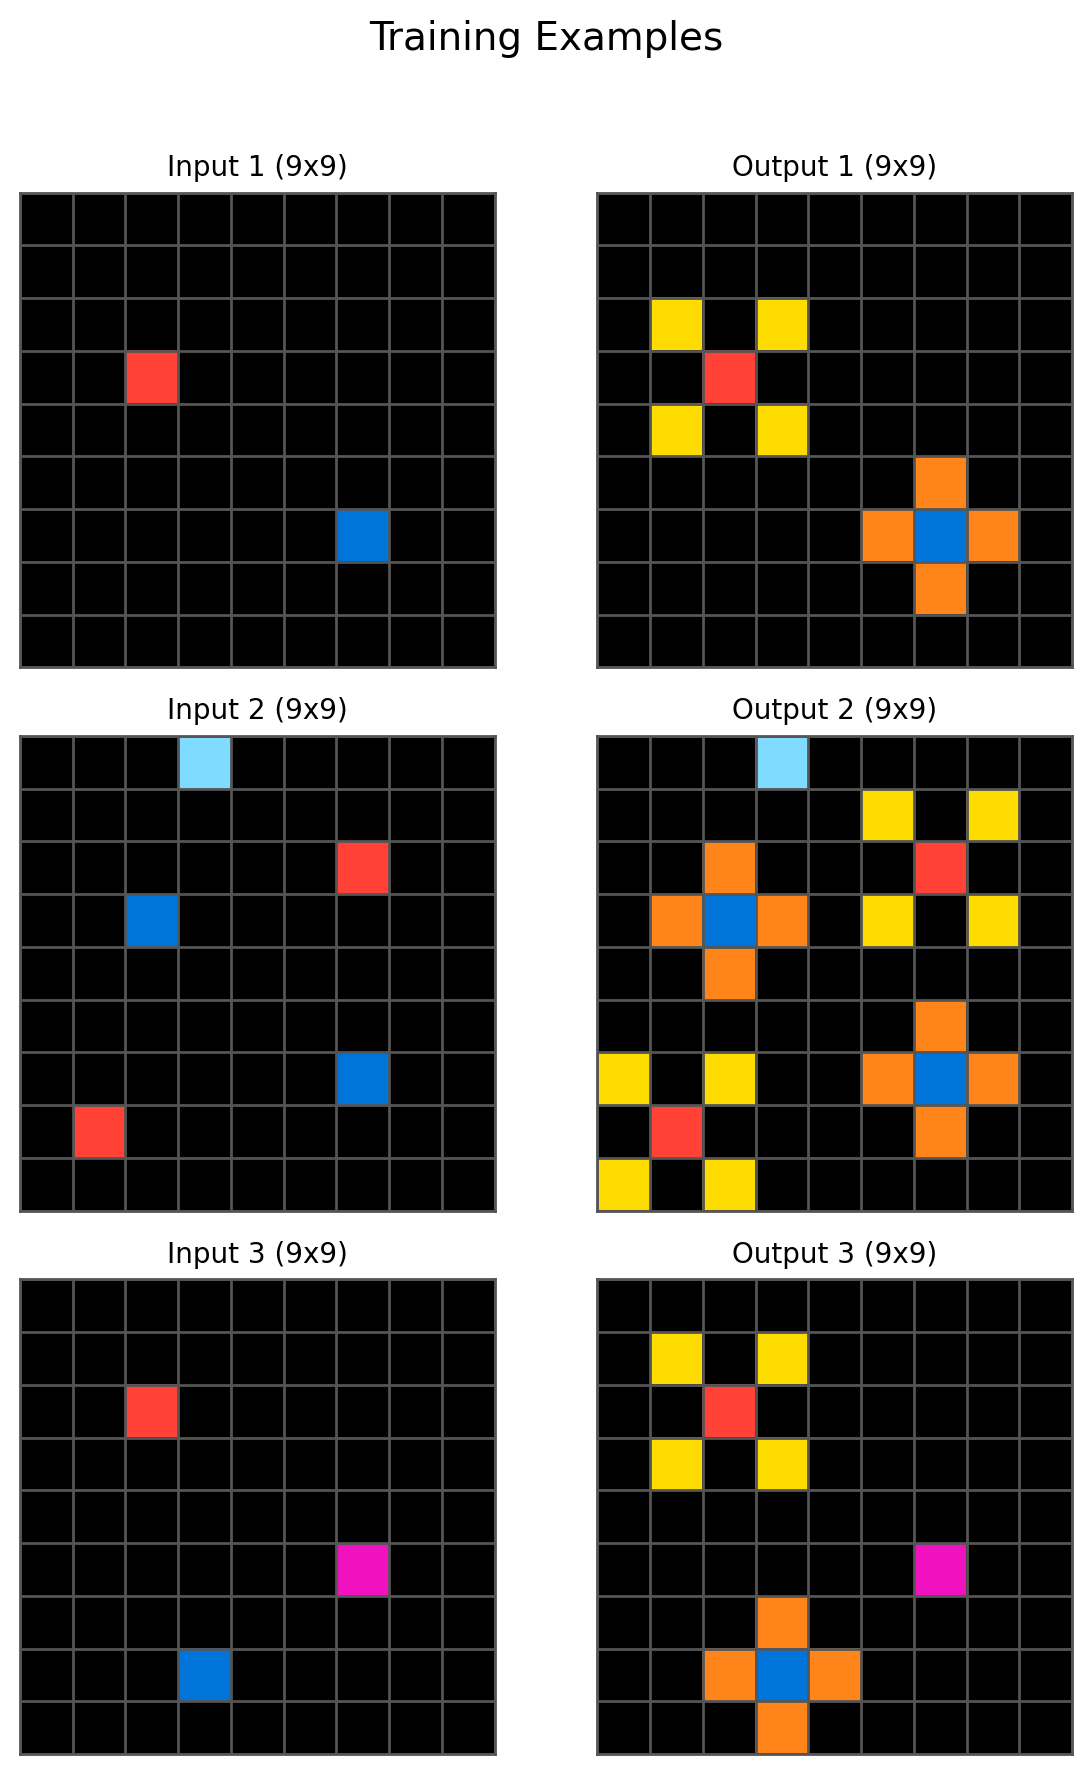 Training Examples
Input 1 (9x9)
Output 1 (9x9)
Input 2 (9x9)
Output 2 (9x9)
Input 3 (9x9)
Output 3 (9x9)